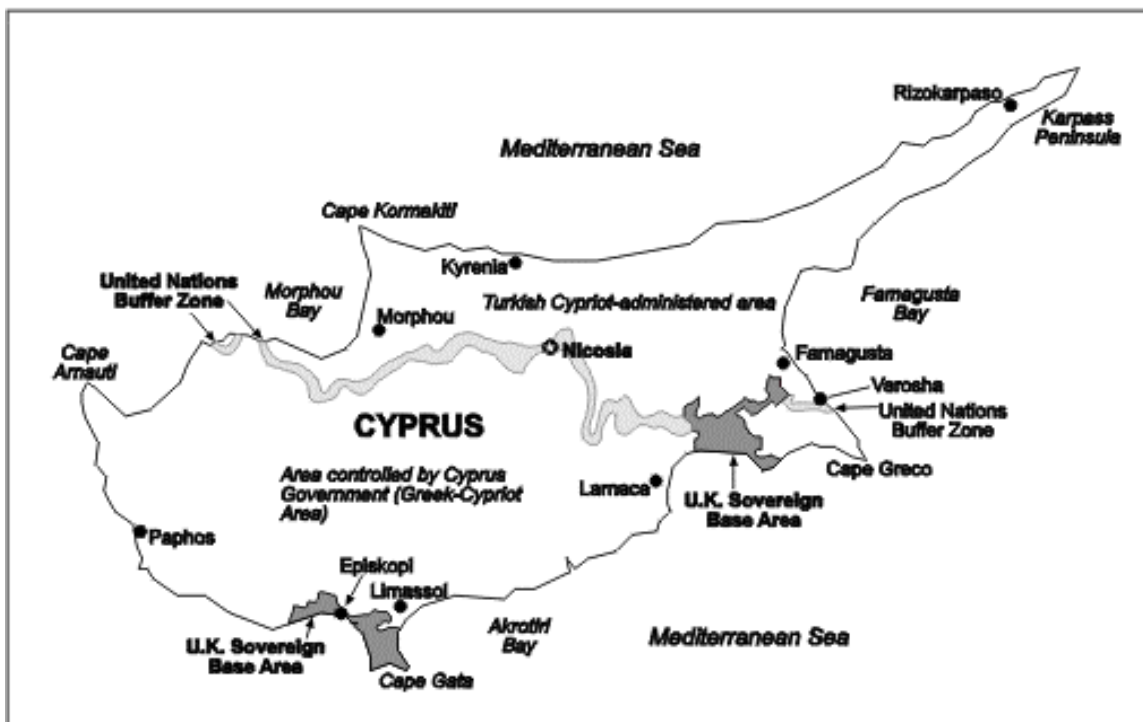 Rizokarpaso
Karpass
Peninsula
Mediterranean Sea
Cape Kormakiti
Kyrenia
United Nations
Buffer Zone
Morphou
Bay
Turkish Cypriot-administered area
Famagusta
Bay
Morphou
Cape
Arnauti
Nicosia
Famagusta
Varosha
United Nations
Buffer Zone
CYPRUS
Cape Greco
Area controlled by Cyprus
Government (Greek-Cypriot
Area)
Larnaca
U.K. Sovereign
Base Area
Paphos
Episkopi
Limassol
Akrotiri
Bay
Mediterranean Sea
U.K. Sovereign
Base Area
Cape Gata